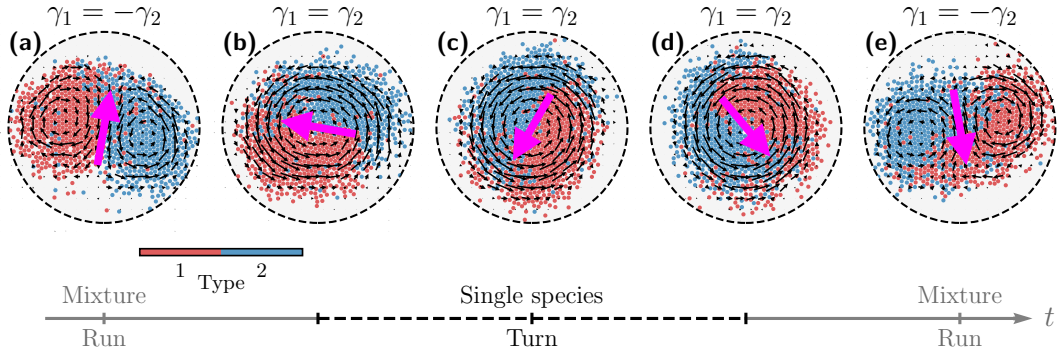 γ₁ = −γ₂ γ₁ = γ₂ γ₁ = γ₂ γ₁ = γ₂ γ₁ = −γ₂
(a) (b) (c) (d) (e)
1 2
Type
Mixture Single species Mixture
t
Run Turn Run